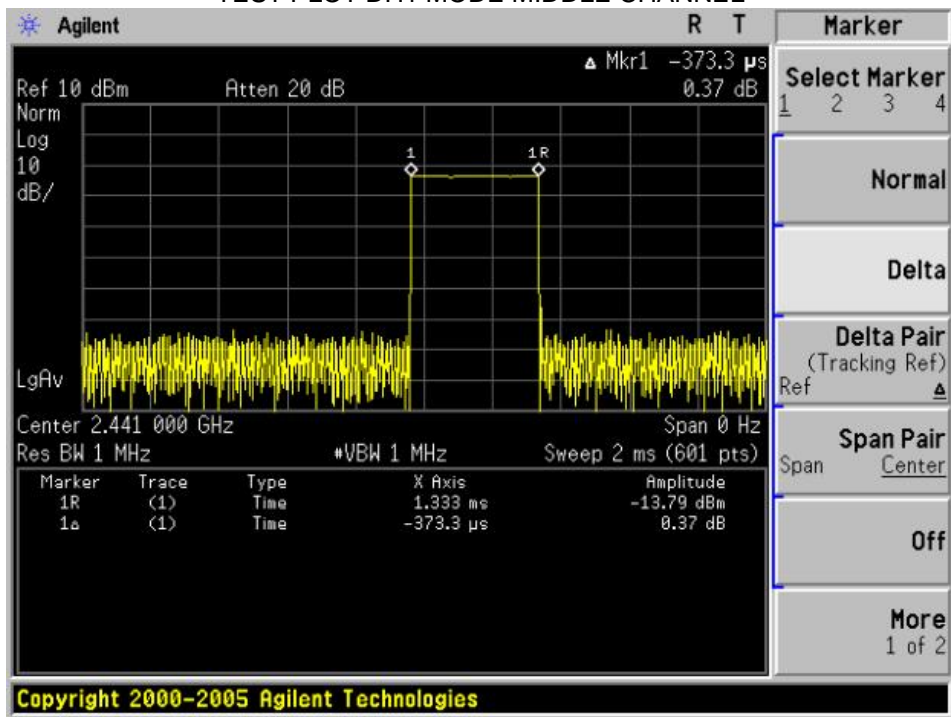 Agilent R T
Δ Mkr1 -373.3 µs
Ref 10 dBm Atten 20 dB 0.37 dB
Norm
Log
10
dB/
1 1R
LgAv
Center 2.441 000 GHz Span 0 Hz
Res BW 1 MHz #VBW 1 MHz Sweep 2 ms (601 pts)
Marker Trace Type X Axis Amplitude
1R (1) Time 1.333 ms -13.79 dBm
1Δ (1) Time -373.3 µs 0.37 dB
Marker
Select Marker
1 2 3 4
Normal
Delta
Delta Pair
(Tracking Ref)
Ref Δ
Span Pair
Span Center
Off
More
1 of 2
Copyright 2000-2005 Agilent Technologies